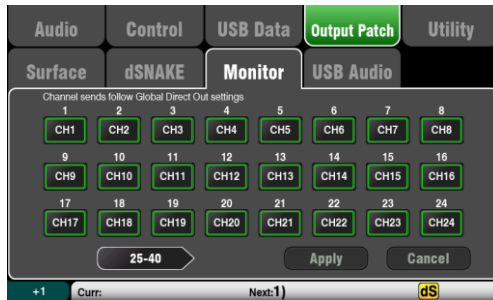 Audio Control USB Data Output Patch Utility
Surface dSNAKE Monitor USB Audio
Channel sends follow Global Direct Out settings
1 2 3 4 5 6 7 8
CH1 CH2 CH3 CH4 CH5 CH6 CH7 CH8
9 10 11 12 13 14 15 16
CH9 CH10 CH11 CH12 CH13 CH14 CH15 CH16
17 18 19 20 21 22 23 24
CH17 CH18 CH19 CH20 CH21 CH22 CH23 CH24
25-40 Apply Cancel
+1 Curr: Next:1) dS